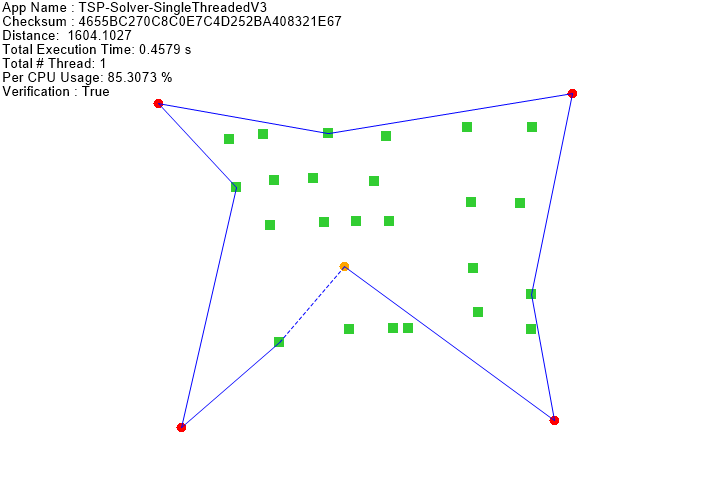 App Name : TSP-Solver-SingleThreadedV3
Checksum : 4655BC270C8C0E7C4D252BA408321E67
Distance:  1604.1027
Total Execution Time: 0.4579 s
Total # Thread: 1
Per CPU Usage: 85.3073 %
Verification : True